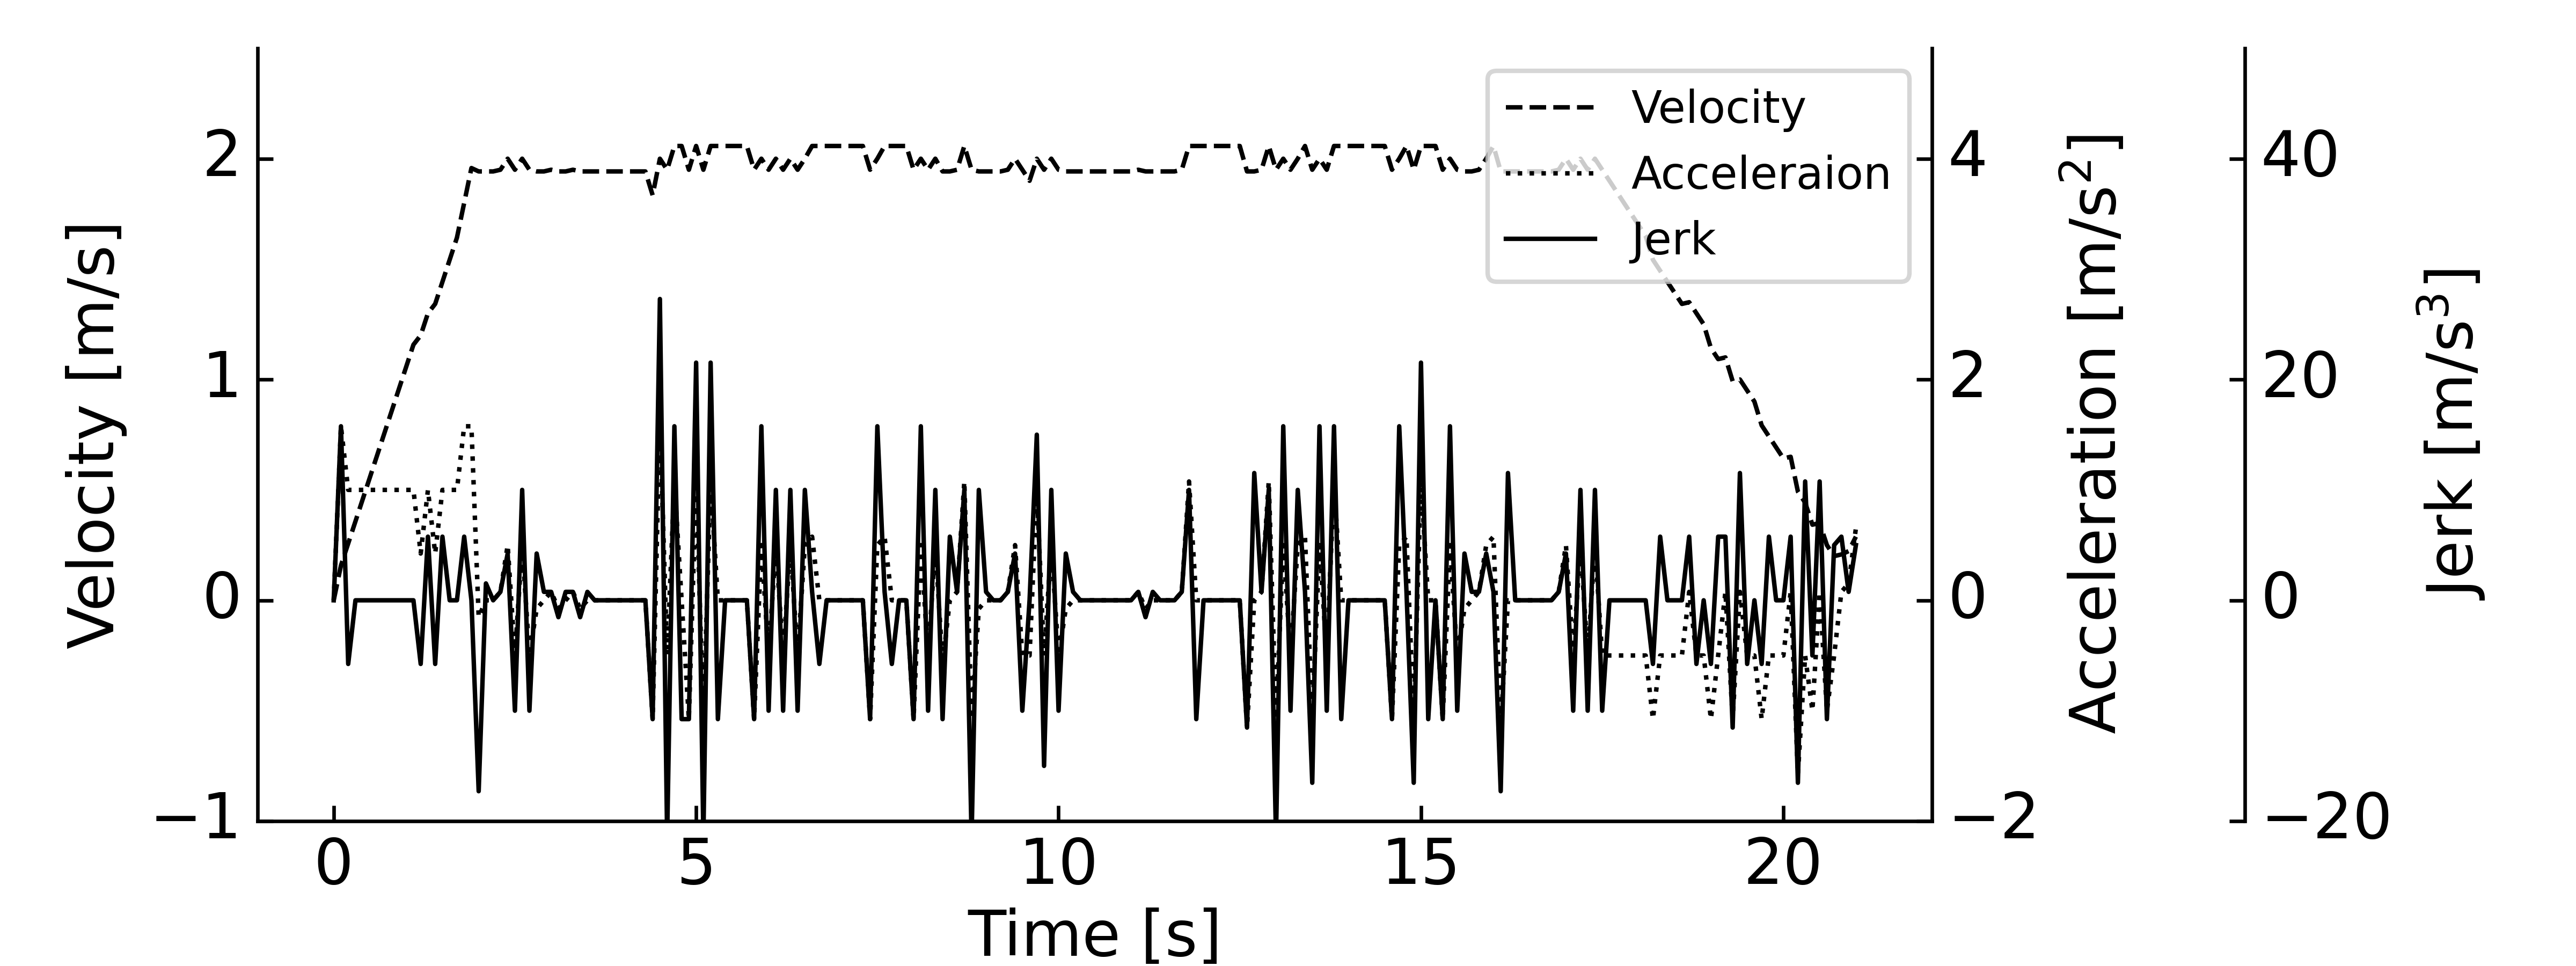 Velocity
Acceleraion
Jerk
Velocity [m/s]
2
1
0
−1
0
5
10
15
20
Time [s]
4
2
0
−2
Acceleration [m/s²]
40
20
0
−20
Jerk [m/s³]